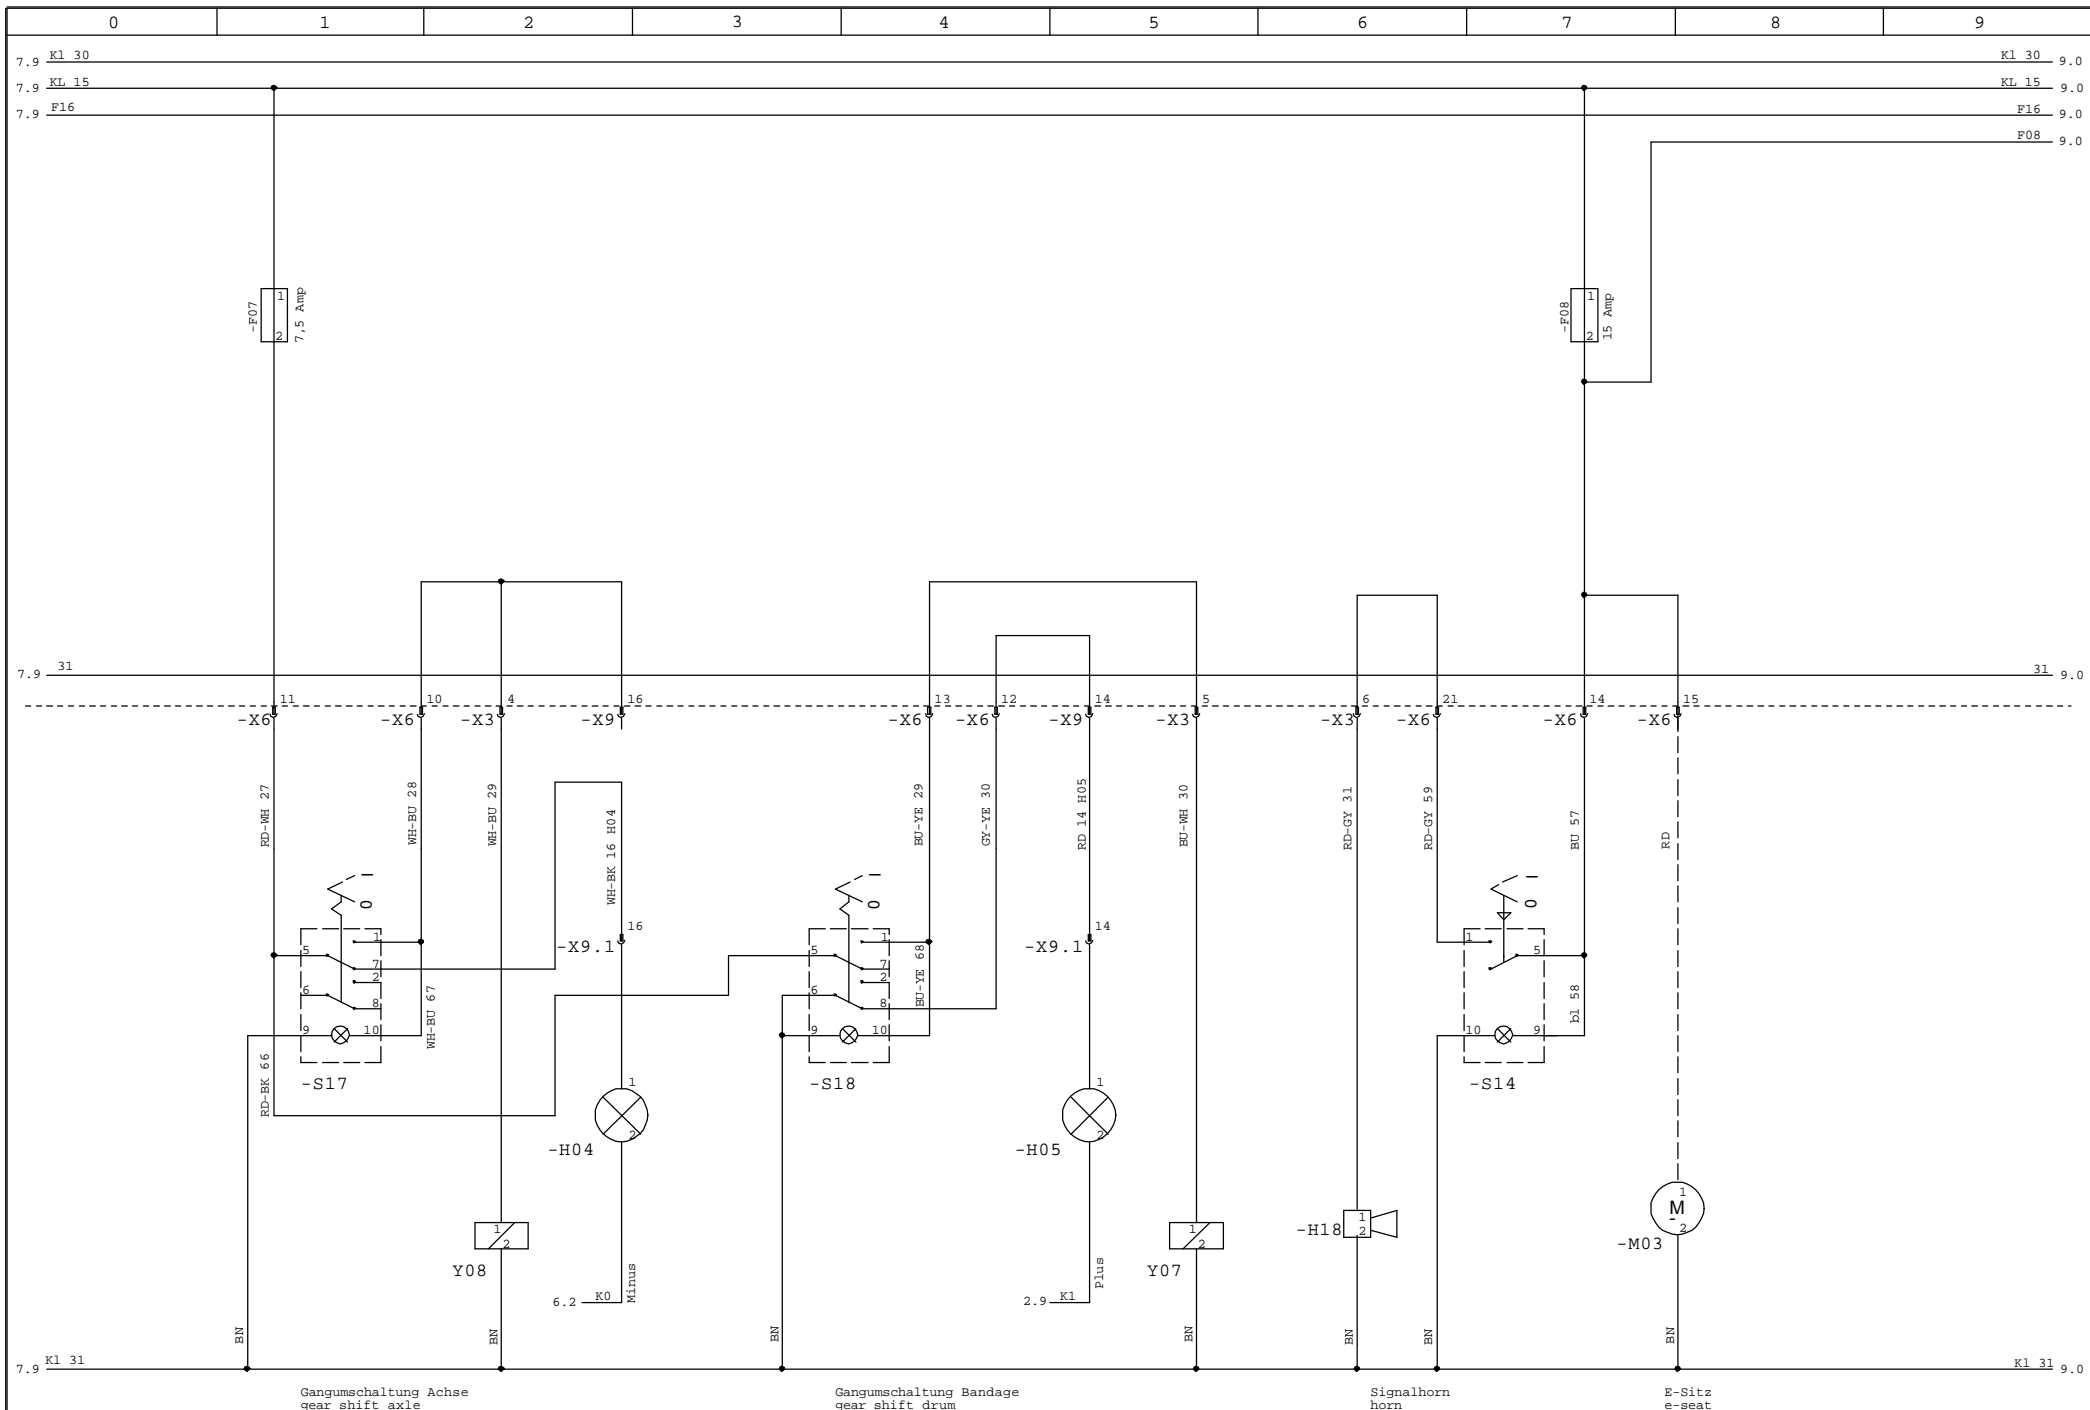 0 1 2 3 4 5 6 7 8 9
7.9 Kl 30 Kl 30 9.0
7.9 KL 15 KL 15 9.0
7.9 F16 F16 9.0
F08 9.0
-F07 1 2 7,5 Amp
-F08 1 2 15 Amp
7.9 31 31 9.0
11 10 4 16 13 12 14 5 6 21 14 15
-X6 -X6 -X3 -X9 -X6 -X6 -X9 -X3 -X3 -X6 -X6 -X6
RD-WH 27
WH-BU 28
WH-BU 29
WH-BK 16 H04
BU-YE 29
GY-YE 30
RD 14 H05
BU-WH 30
RD-GY 31
RD-GY 59
BU 57
RD
0 1
0 1
0 1
16
-X9.1
14
-X9.1
1 5 7 2 6 8 9 10
-S17
RD-BK 66
WH-BU 67
1 5 7 2 6 8 9 10
-S18
BU-YE 68
1 5 10 9
-S14
bl 58
1
2
-H04
1
2
-H05
1
2
Y08
1
2
Y07
1
2
-H18
1
M
-
2
-M03
6.2 K0 Minus
2.9 K1 Plus
BN BN BN BN BN BN BN
7.9 Kl 31 Kl 31 9.0
Gangumschaltung Achse
gear shift axle
Gangumschaltung Bandage
gear shift drum
Signalhorn
horn
E-Sitz
e-seat